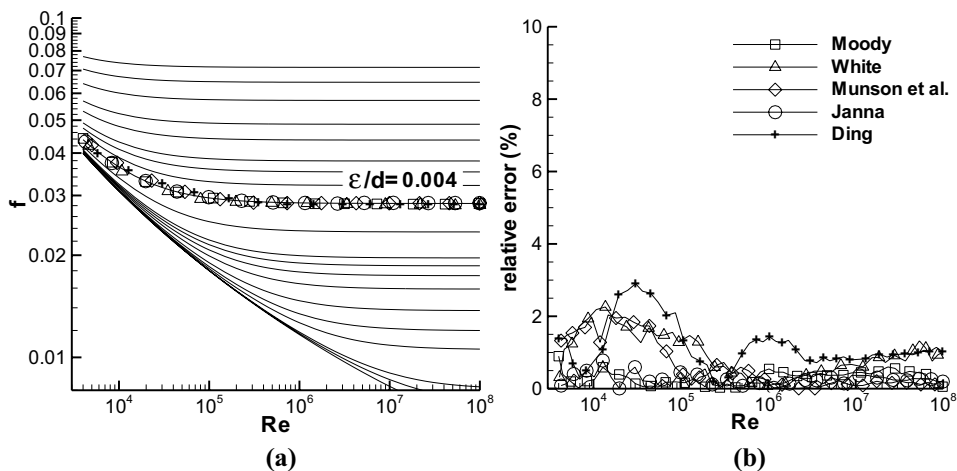 0.1
0.09
0.08
0.07
0.06
0.05
0.04
0.03
0.02
0.01
f
ε/d= 0.004
10^4
10^5
10^6
10^7
10^8
Re
(a)
10
8
6
4
2
0
relative error (%)
Moody
White
Munson et al.
Janna
Ding
10^4
10^5
10^6
10^7
10^8
Re
(b)